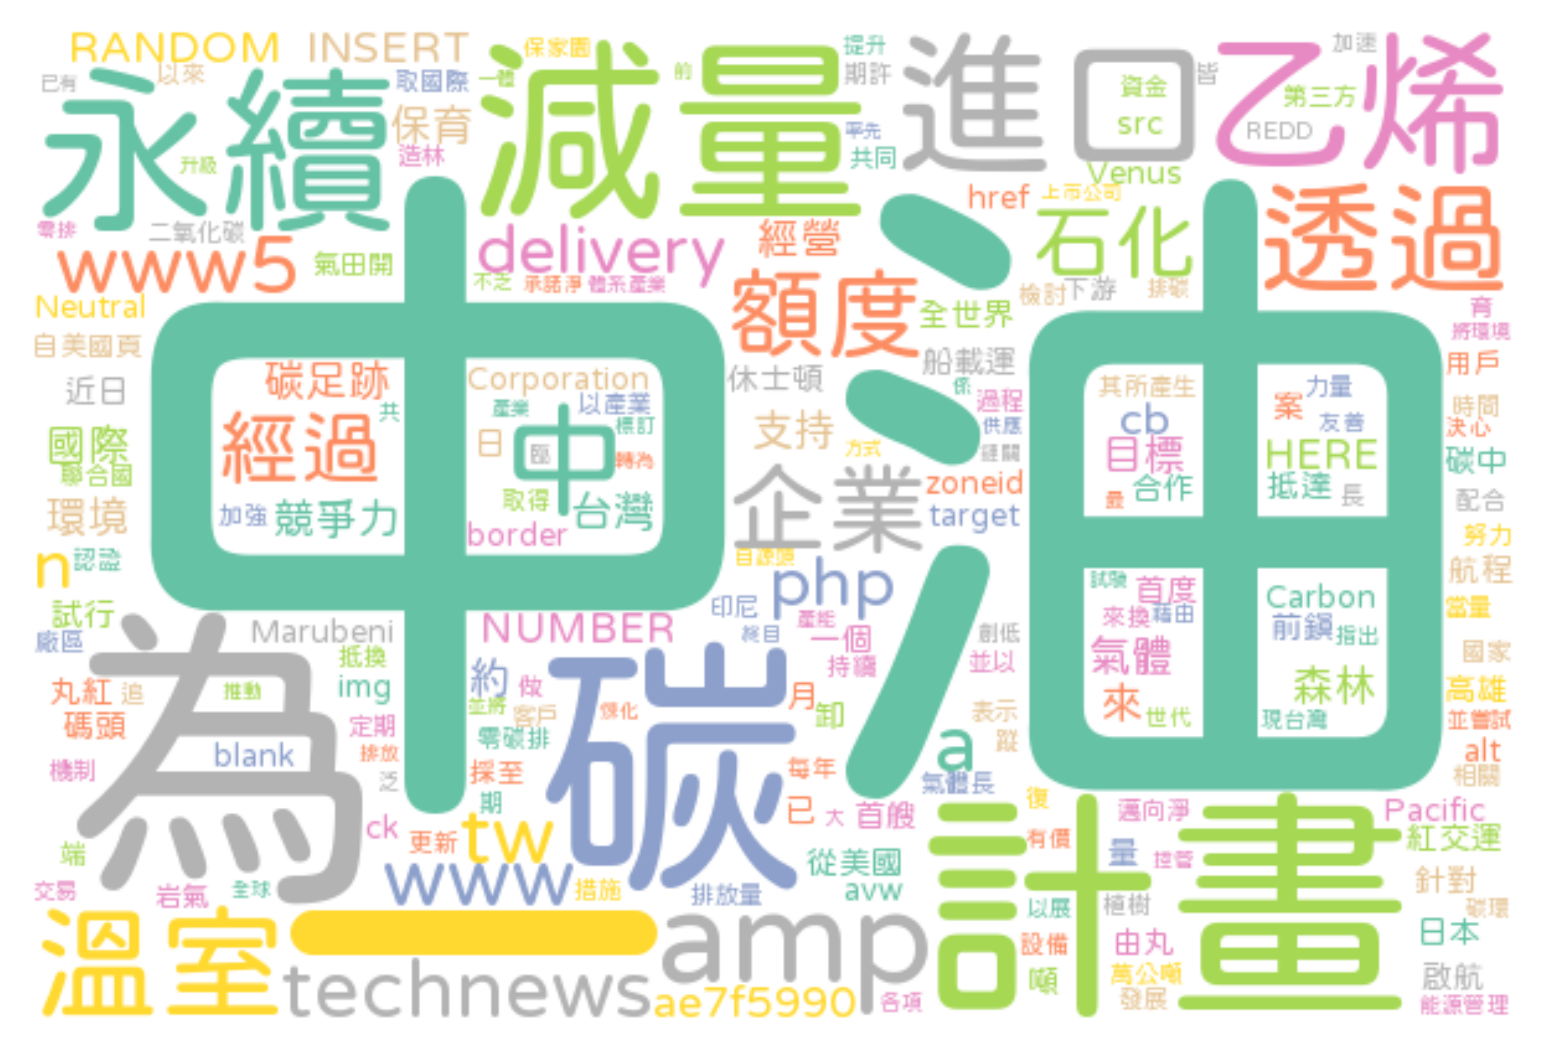 RANDOM INSERT
保家園
提升
加速
已有
以來
取國際
一體
減量
前
期許
進口
皆
乙烯
永續
保育
資金
src
第三方
REDD
率先
共同
造林
升級
Venus
href
上市公司
零排
二氧化碳
www5
氣田開
delivery
經營
石化
透過
不乏
承諾淨
體系產業
檢討
下游
排碳
Neutral
額度
全世界
育
將環境
自美國頁
中油
碳足跡
Corporation
休士頓
船載運
用戶
其所產生
力量
近日
共
產業
以產業
係
過程
案
時間
經過
日
中
標訂
支持
供應
cb
友善
決心
國際
臨
轉為
方式
鏈關
目標
HERE
碳中
聯合國
取得
企業
zoneid
最
合作
抵達
長
配合
環境
加強
競爭力
台灣
target
border
努力
n
認證
自源頭
php
試驗
首度
航程
試行
印尼
產能
來換
藉由
Carbon
當量
廠區
為
Marubeni
NUMBER
總目
一個
創低
前鎮
指出
抵換
持續
並以
氣體
國家
丸紅
追
推動
img
約
做
碳
月
森林
高雄
碼頭
並將
客戶
煤化
卸
表示
來
世代
定期
零碳排
a
蹤
現台灣
並嘗試
blank
排放
alt
機制
泛
採至
每年
氣體長
相關
期
已
大
首艘
復
邁向淨
Pacific
ck
更新
tw
計畫
有價
量
控管
紅交運
端
從美國
交易
岩氣
全球
www
措施
排放量
avw
針對
以展
植樹
碳環
溫室
一
amp
設備
由丸
日本
technews
噸
萬公噸
啟航
ae7f5990
各項
發展
能源管理